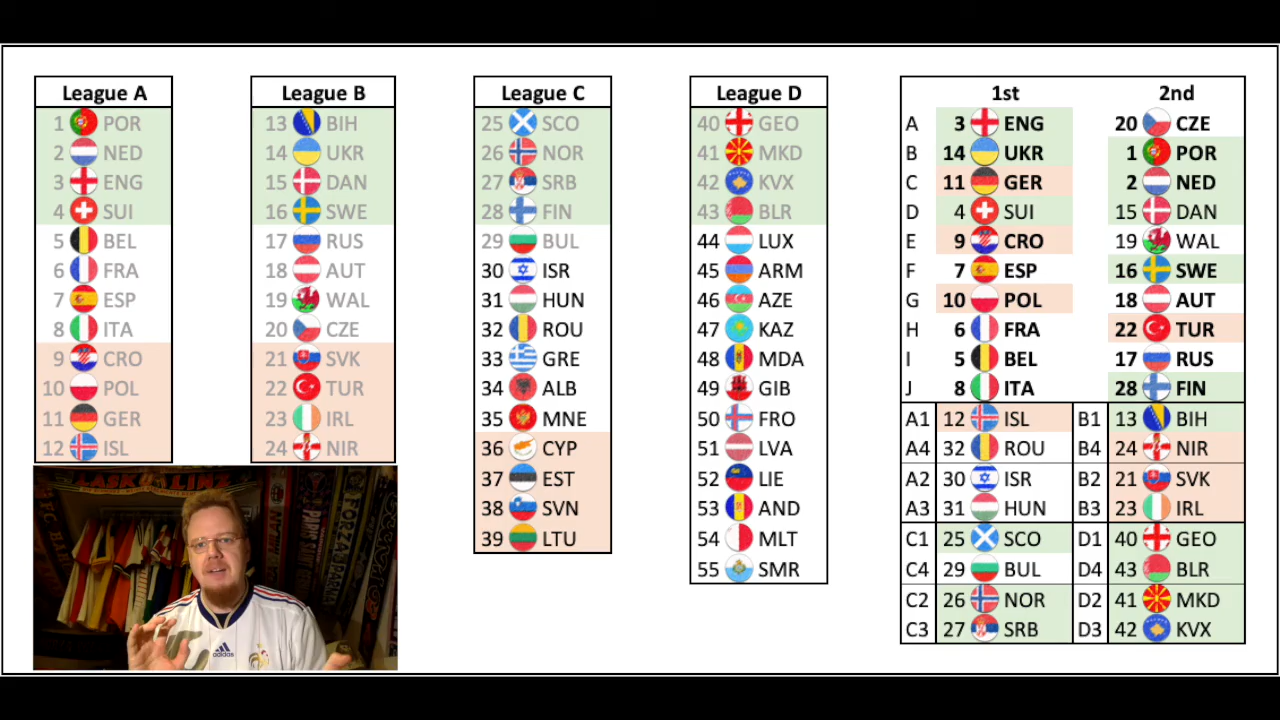 League A
1 POR
2 NED
3 ENG
4 SUI
5 BEL
6 FRA
7 ESP
8 ITA
9 CRO
10 POL
11 GER
12 ISL
League B
13 BIH
14 UKR
15 DAN
16 SWE
17 RUS
18 AUT
19 WAL
20 CZE
21 SVK
22 TUR
23 IRL
24 NIR
League C
25 SCO
26 NOR
27 SRB
28 FIN
29 BUL
30 ISR
31 HUN
32 ROU
33 GRE
34 ALB
35 MNE
36 CYP
37 EST
38 SVN
39 LTU
League D
40 GEO
41 MKD
42 KVX
43 BLR
44 LUX
45 ARM
46 AZE
47 KAZ
48 MDA
49 GIB
50 FRO
51 LVA
52 LIE
53 AND
54 MLT
55 SMR
1st 2nd
A 3 ENG 20 CZE
B 14 UKR 1 POR
C 11 GER 2 NED
D 4 SUI 15 DAN
E 9 CRO 19 WAL
F 7 ESP 16 SWE
G 10 POL 18 AUT
H 6 FRA 22 TUR
I 5 BEL 17 RUS
J 8 ITA 28 FIN
A1 12 ISL B1 13 BIH
A4 32 ROU B4 24 NIR
A2 30 ISR B2 21 SVK
A3 31 HUN B3 23 IRL
C1 25 SCO D1 40 GEO
C4 29 BUL D4 43 BLR
C2 26 NOR D2 41 MKD
C3 27 SRB D3 42 KVX
LASK LINZ
adidas